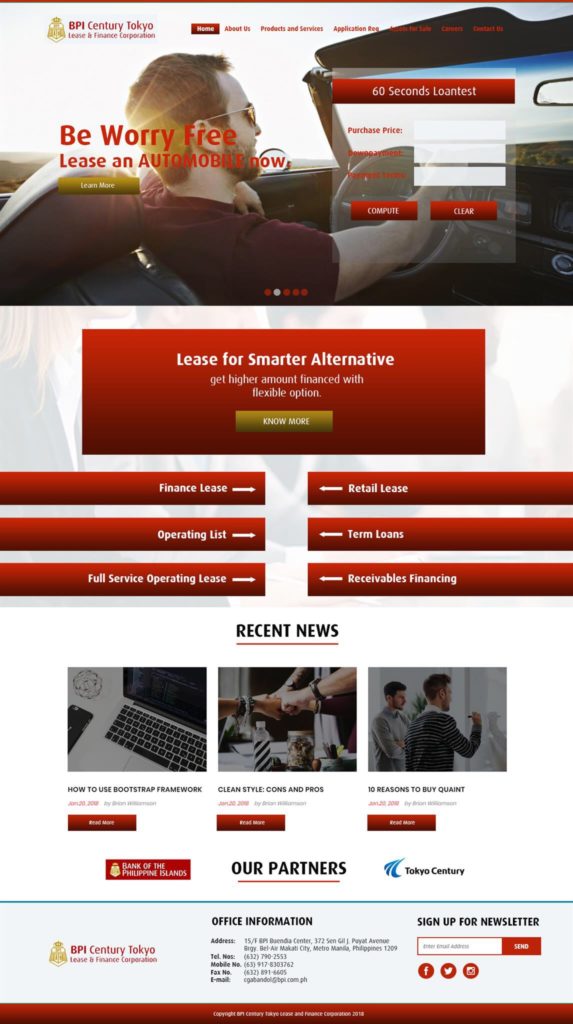 BPI Century Tokyo
Lease & Finance Corporation
Home
About Us
Products and Services
Application Req
Assets for Sale
Careers
Contact Us
60 Seconds Loantest
Be Worry Free
Lease an AUTOMOBILE now.
Learn More
Purchase Price:
Downpayment:
Payment Terms:
COMPUTE
CLEAR
Lease for Smarter Alternative
get higher amount financed with
flexible option.
KNOW MORE
Finance Lease
Retail Lease
Operating List
Term Loans
Full Service Operating Lease
Receivables Financing
RECENT NEWS
HOW TO USE BOOTSTRAP FRAMEWORK
Jan.20, 2018 by Brian Williamson
Read More
CLEAN STYLE: CONS AND PROS
Jan.20, 2018 by Brian Williamson
Read More
10 REASONS TO BUY QUAINT
Jan.20, 2018 by Brian Williamson
Read More
BANK OF THE
PHILIPPINE ISLANDS
OUR PARTNERS
Tokyo Century
BPI Century Tokyo
Lease & Finance Corporation
OFFICE INFORMATION
Address: 15/F BPI Buendia Center, 372 Sen Gil J. Puyat Avenue
Brgy. Bel-Air Makati City, Metro Manila, Philippines 1209
Tel. Nos: (632) 790-2553
Mobile No. (63) 917-8303762
Fax No. (632) 891-6605
E-mail: cgabandol@bpi.com.ph
SIGN UP FOR NEWSLETTER
Enter Email Address
SEND
Copyright BPI Century Tokyo Lease and Finance Corporation 2018